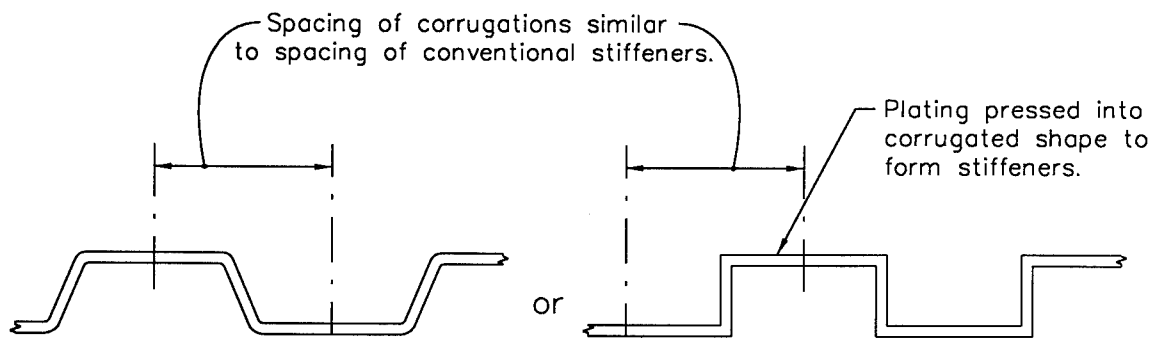 Spacing of corrugations similar
to spacing of conventional stiffeners.
Plating pressed into
corrugated shape to
form stiffeners.
or